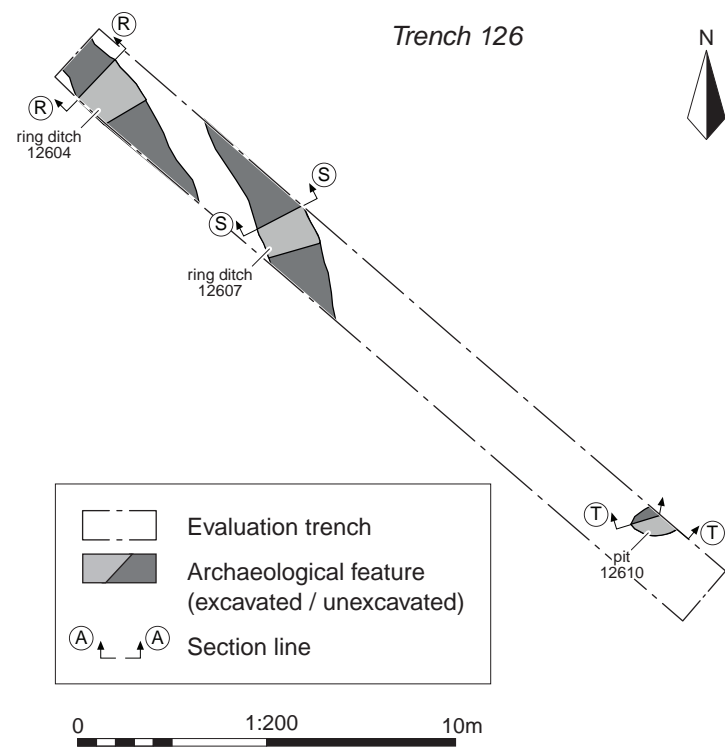 Trench 126
N
R
R
ring ditch
12604
S
S
ring ditch
12607
T
T
pit
12610
Evaluation trench
Archaeological feature
(excavated / unexcavated)
A A
Section line
0 1:200 10m